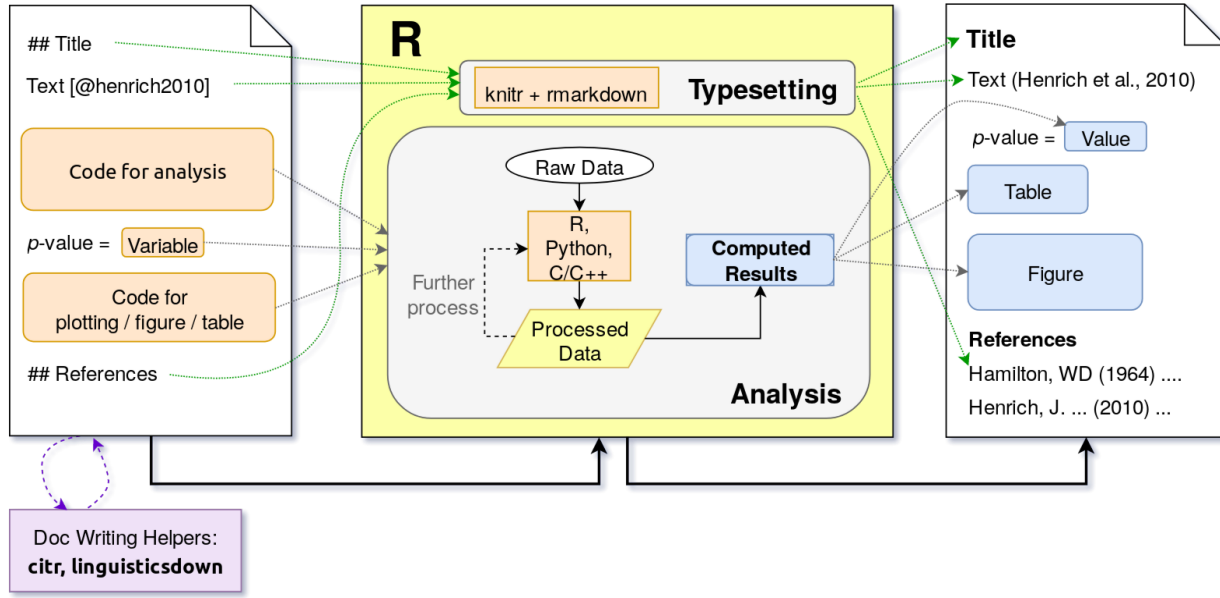 ## Title
Text [@henrich2010]
Code for analysis
p-value = Variable
Code for
plotting / figure / table
## References
Doc Writing Helpers:
citr, linguisticsdown
R
knitr + rmarkdown
Typesetting
Raw Data
R,
Python,
C/C++
Further
process
Processed
Data
Computed
Results
Analysis
Title
Text (Henrich et al., 2010)
p-value = Value
Table
Figure
References
Hamilton, WD (1964) ....
Henrich, J. ... (2010) ...